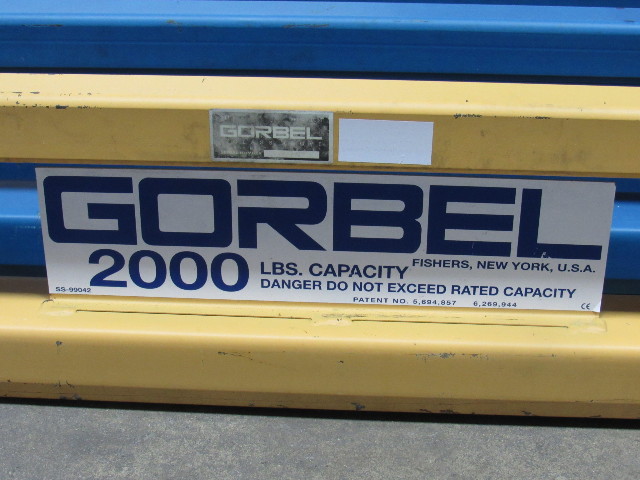 GORBEL
GORBEL
FISHERS, NEW YORK, U.S.A.
2000 LBS. CAPACITY
DANGER DO NOT EXCEED RATED CAPACITY
SS-99042
PATENT NO. 5,694,857 6,269,944
CE